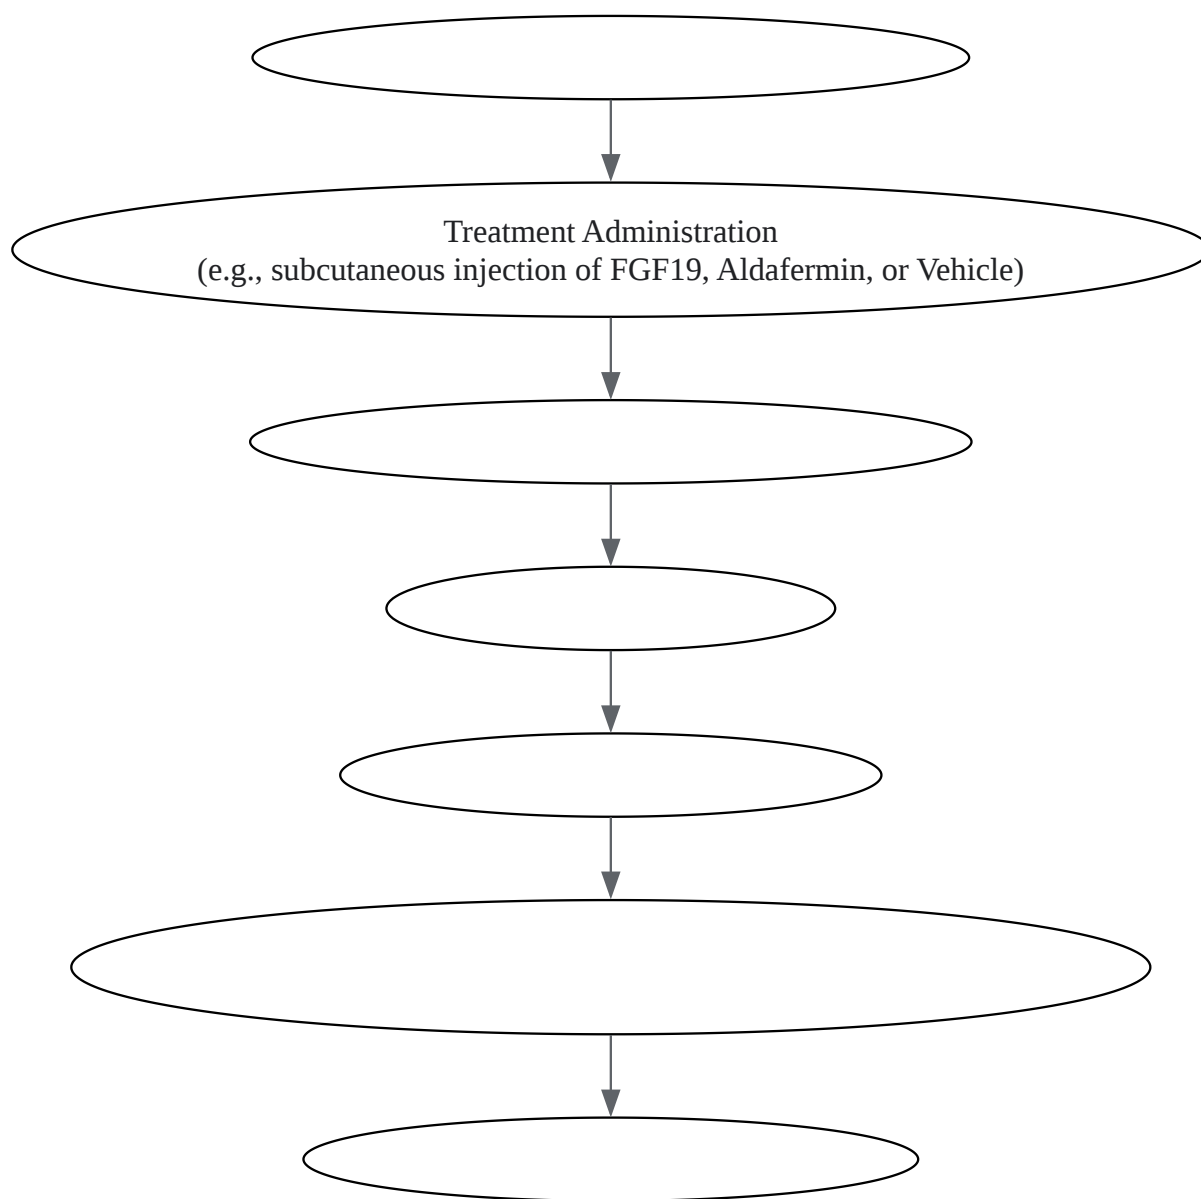 Treatment Administration
(e.g., subcutaneous injection of FGF19, Aldafermin, or Vehicle)